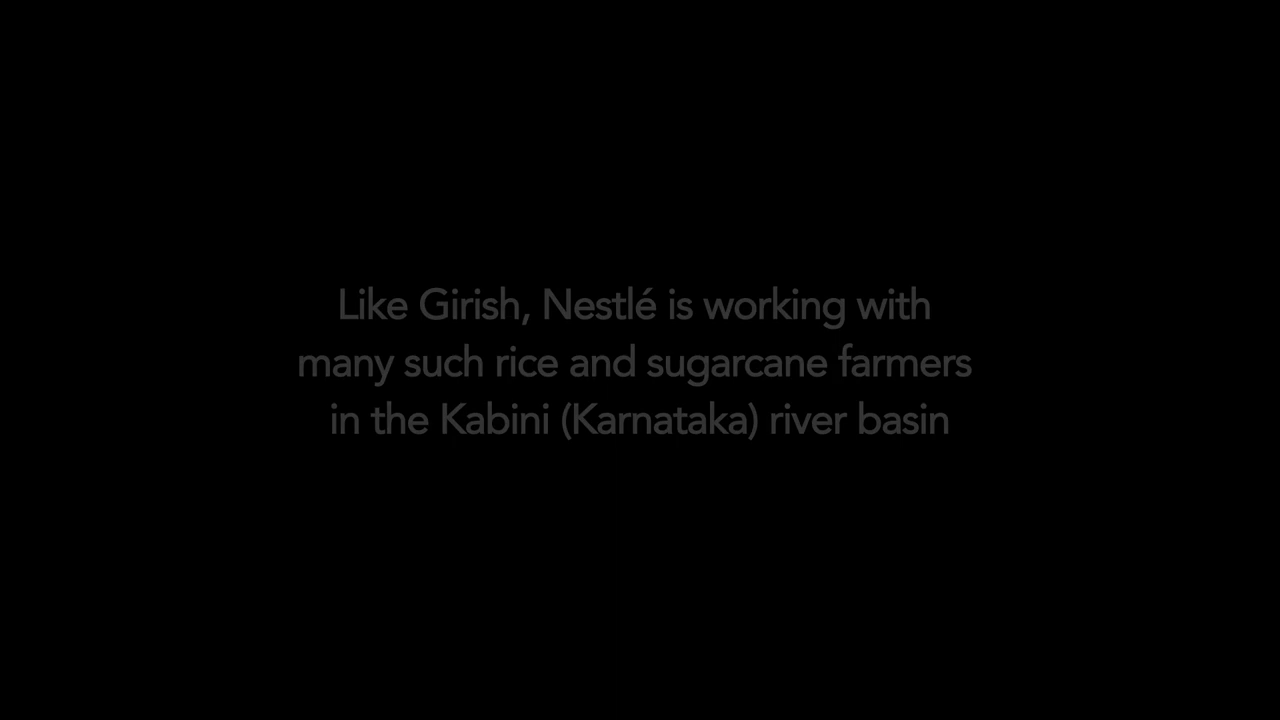 Like Girish, Nestlé is working with
many such rice and sugarcane farmers
in the Kabini (Karnataka) river basin